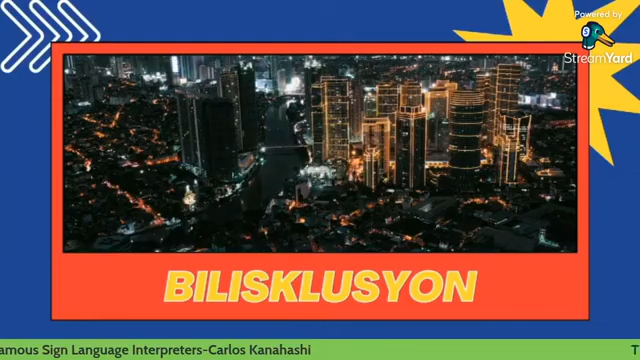 Powered by
StreamYard
BILISKLUSYON
amous Sign Language Interpreters-Carlos Kanahashi
T